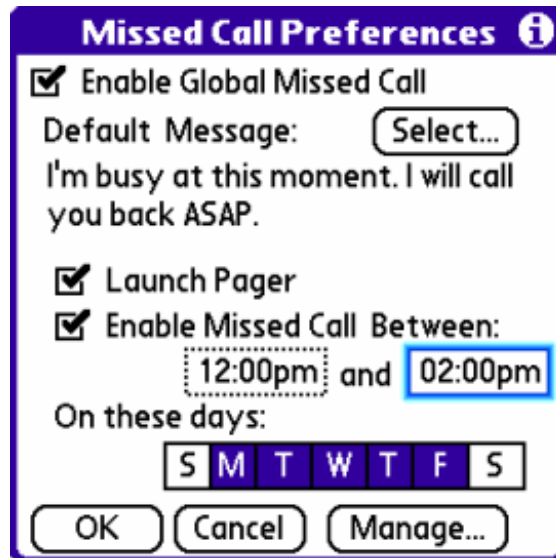 Missed Call Preferences i
Enable Global Missed Call
Default Message: Select...
I'm busy at this moment. I will call
you back ASAP.
Launch Pager
Enable Missed Call Between:
12:00pm and 02:00pm
On these days:
S M T W T F S
OK Cancel Manage...